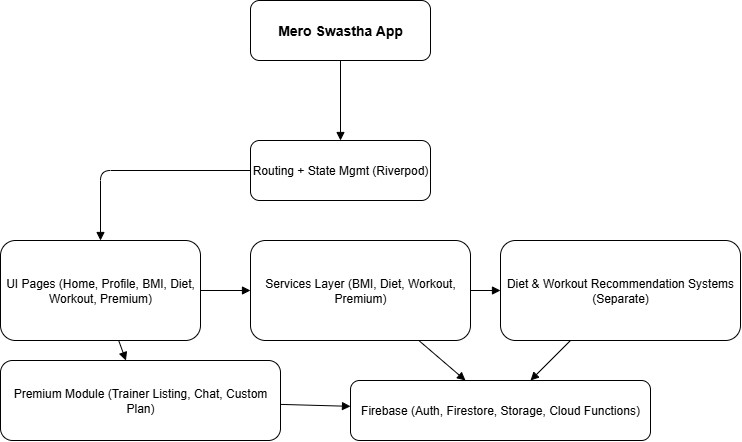 Mero Swastha App
Routing + State Mgmt (Riverpod)
UI Pages (Home, Profile, BMI, Diet,
Workout, Premium)
Services Layer (BMI, Diet, Workout,
Premium)
Diet & Workout Recommendation Systems
(Separate)
Premium Module (Trainer Listing, Chat, Custom
Plan)
Firebase (Auth, Firestore, Storage, Cloud Functions)